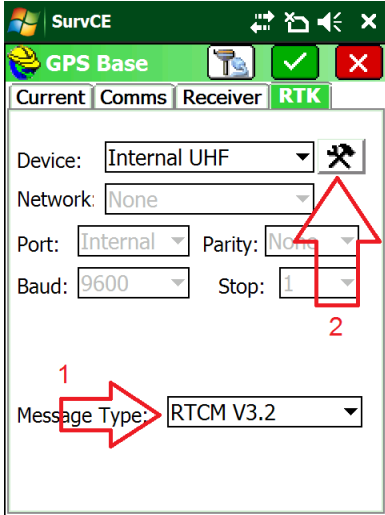 SurvCE
GPS Base
Current Comms Receiver RTK
Device: Internal UHF
Network: None
Port: Internal Parity: None
Baud: 9600 Stop: 1
2
1
Message Type: RTCM V3.2